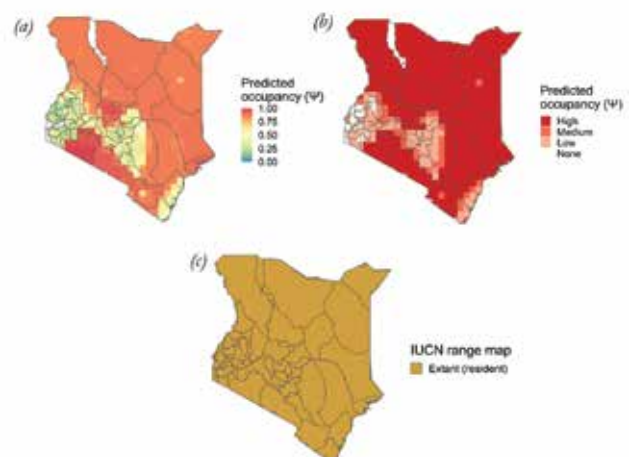 (a)
Predicted
occupancy (Ψ)
1.00
0.75
0.50
0.25
0.00
(b)
Predicted
occupancy (Ψ)
High
Medium
Low
None
(c)
IUCN range map
Extant (resident)